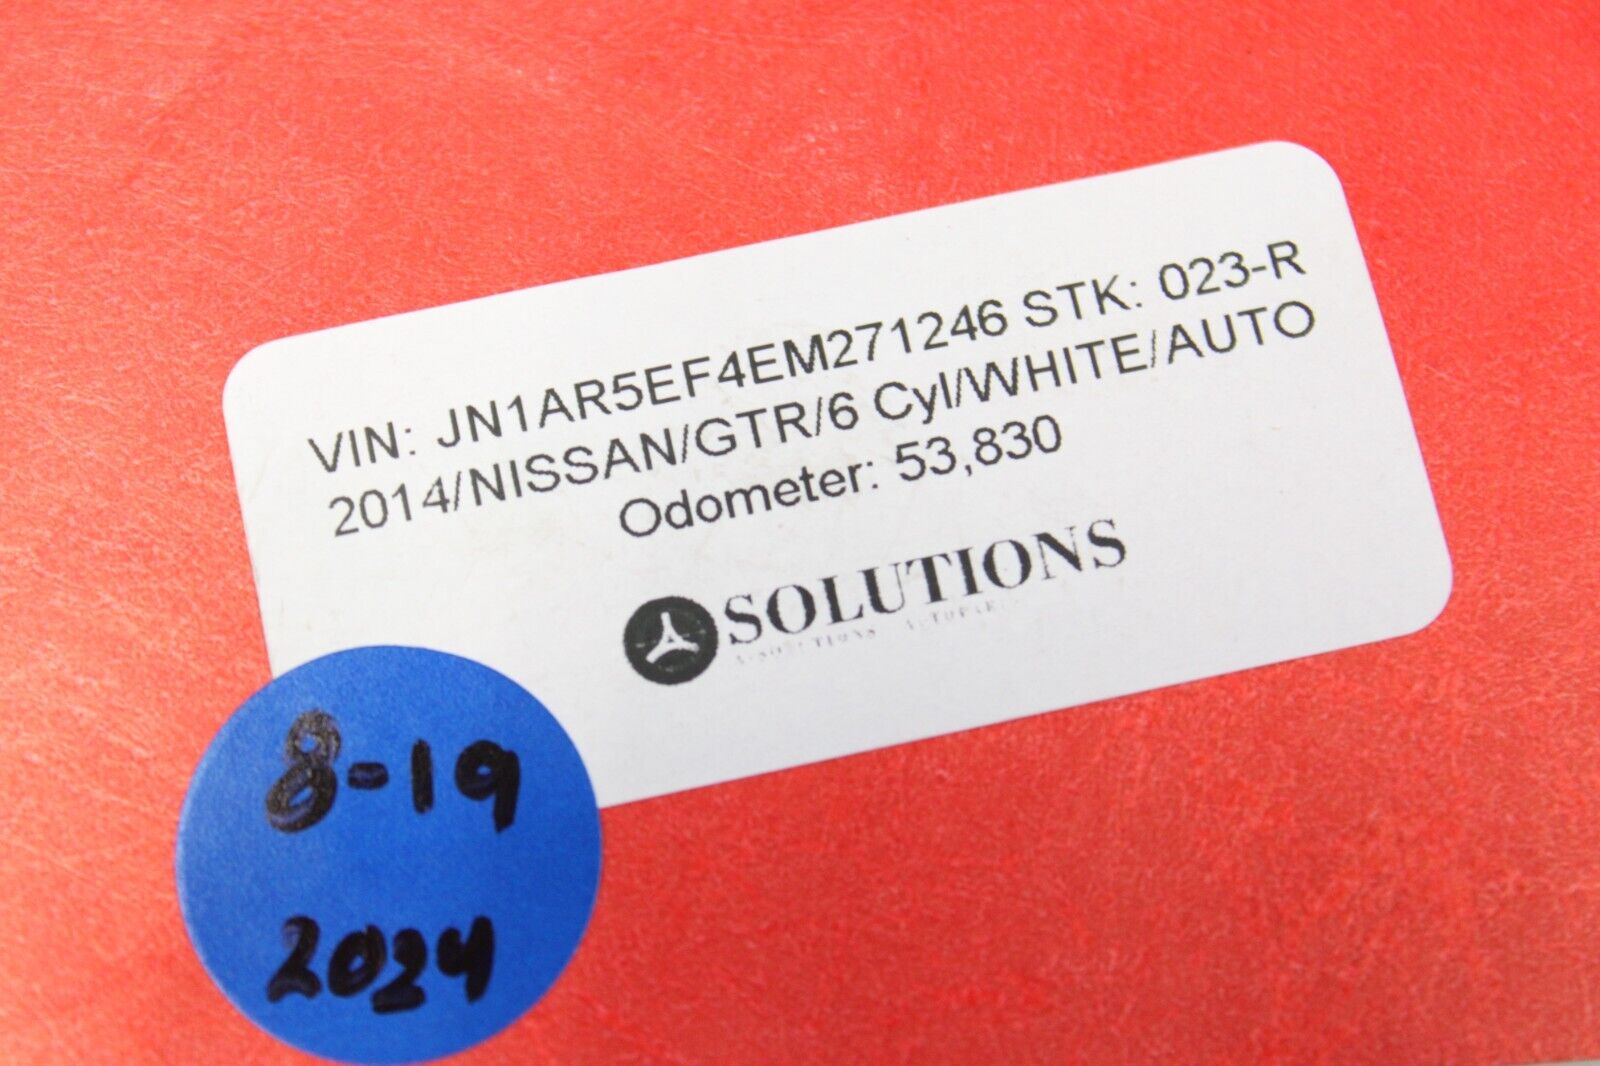 VIN: JN1AR5EF4EM271246 STK: 023-R
2014/NISSAN/GTR/6 Cyl/WHITE/AUTO
Odometer: 53,830
SOLUTIONS
8-19
2024